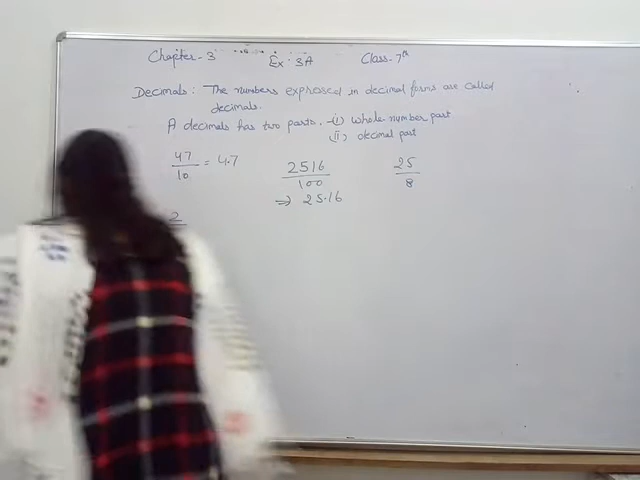 Chapter-3 Ex: 3A Class-7th
Decimals: The numbers expressed in decimal forms are called
decimals.
A decimals has two parts. -(i) Whole number part
(ii) decimal part
47/10 = 4.7 2516/100 25/8
⇒ 25.16
2